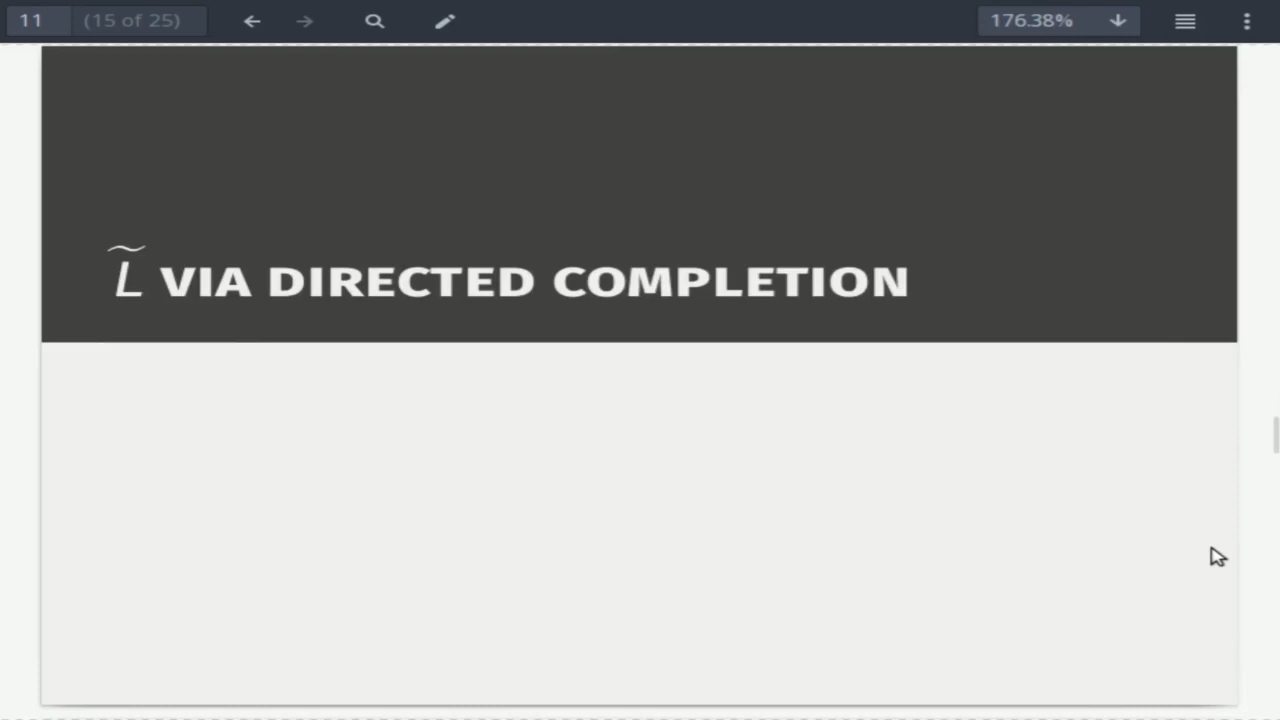 11 (15 of 25) 176.38%
L̃ VIA DIRECTED COMPLETION